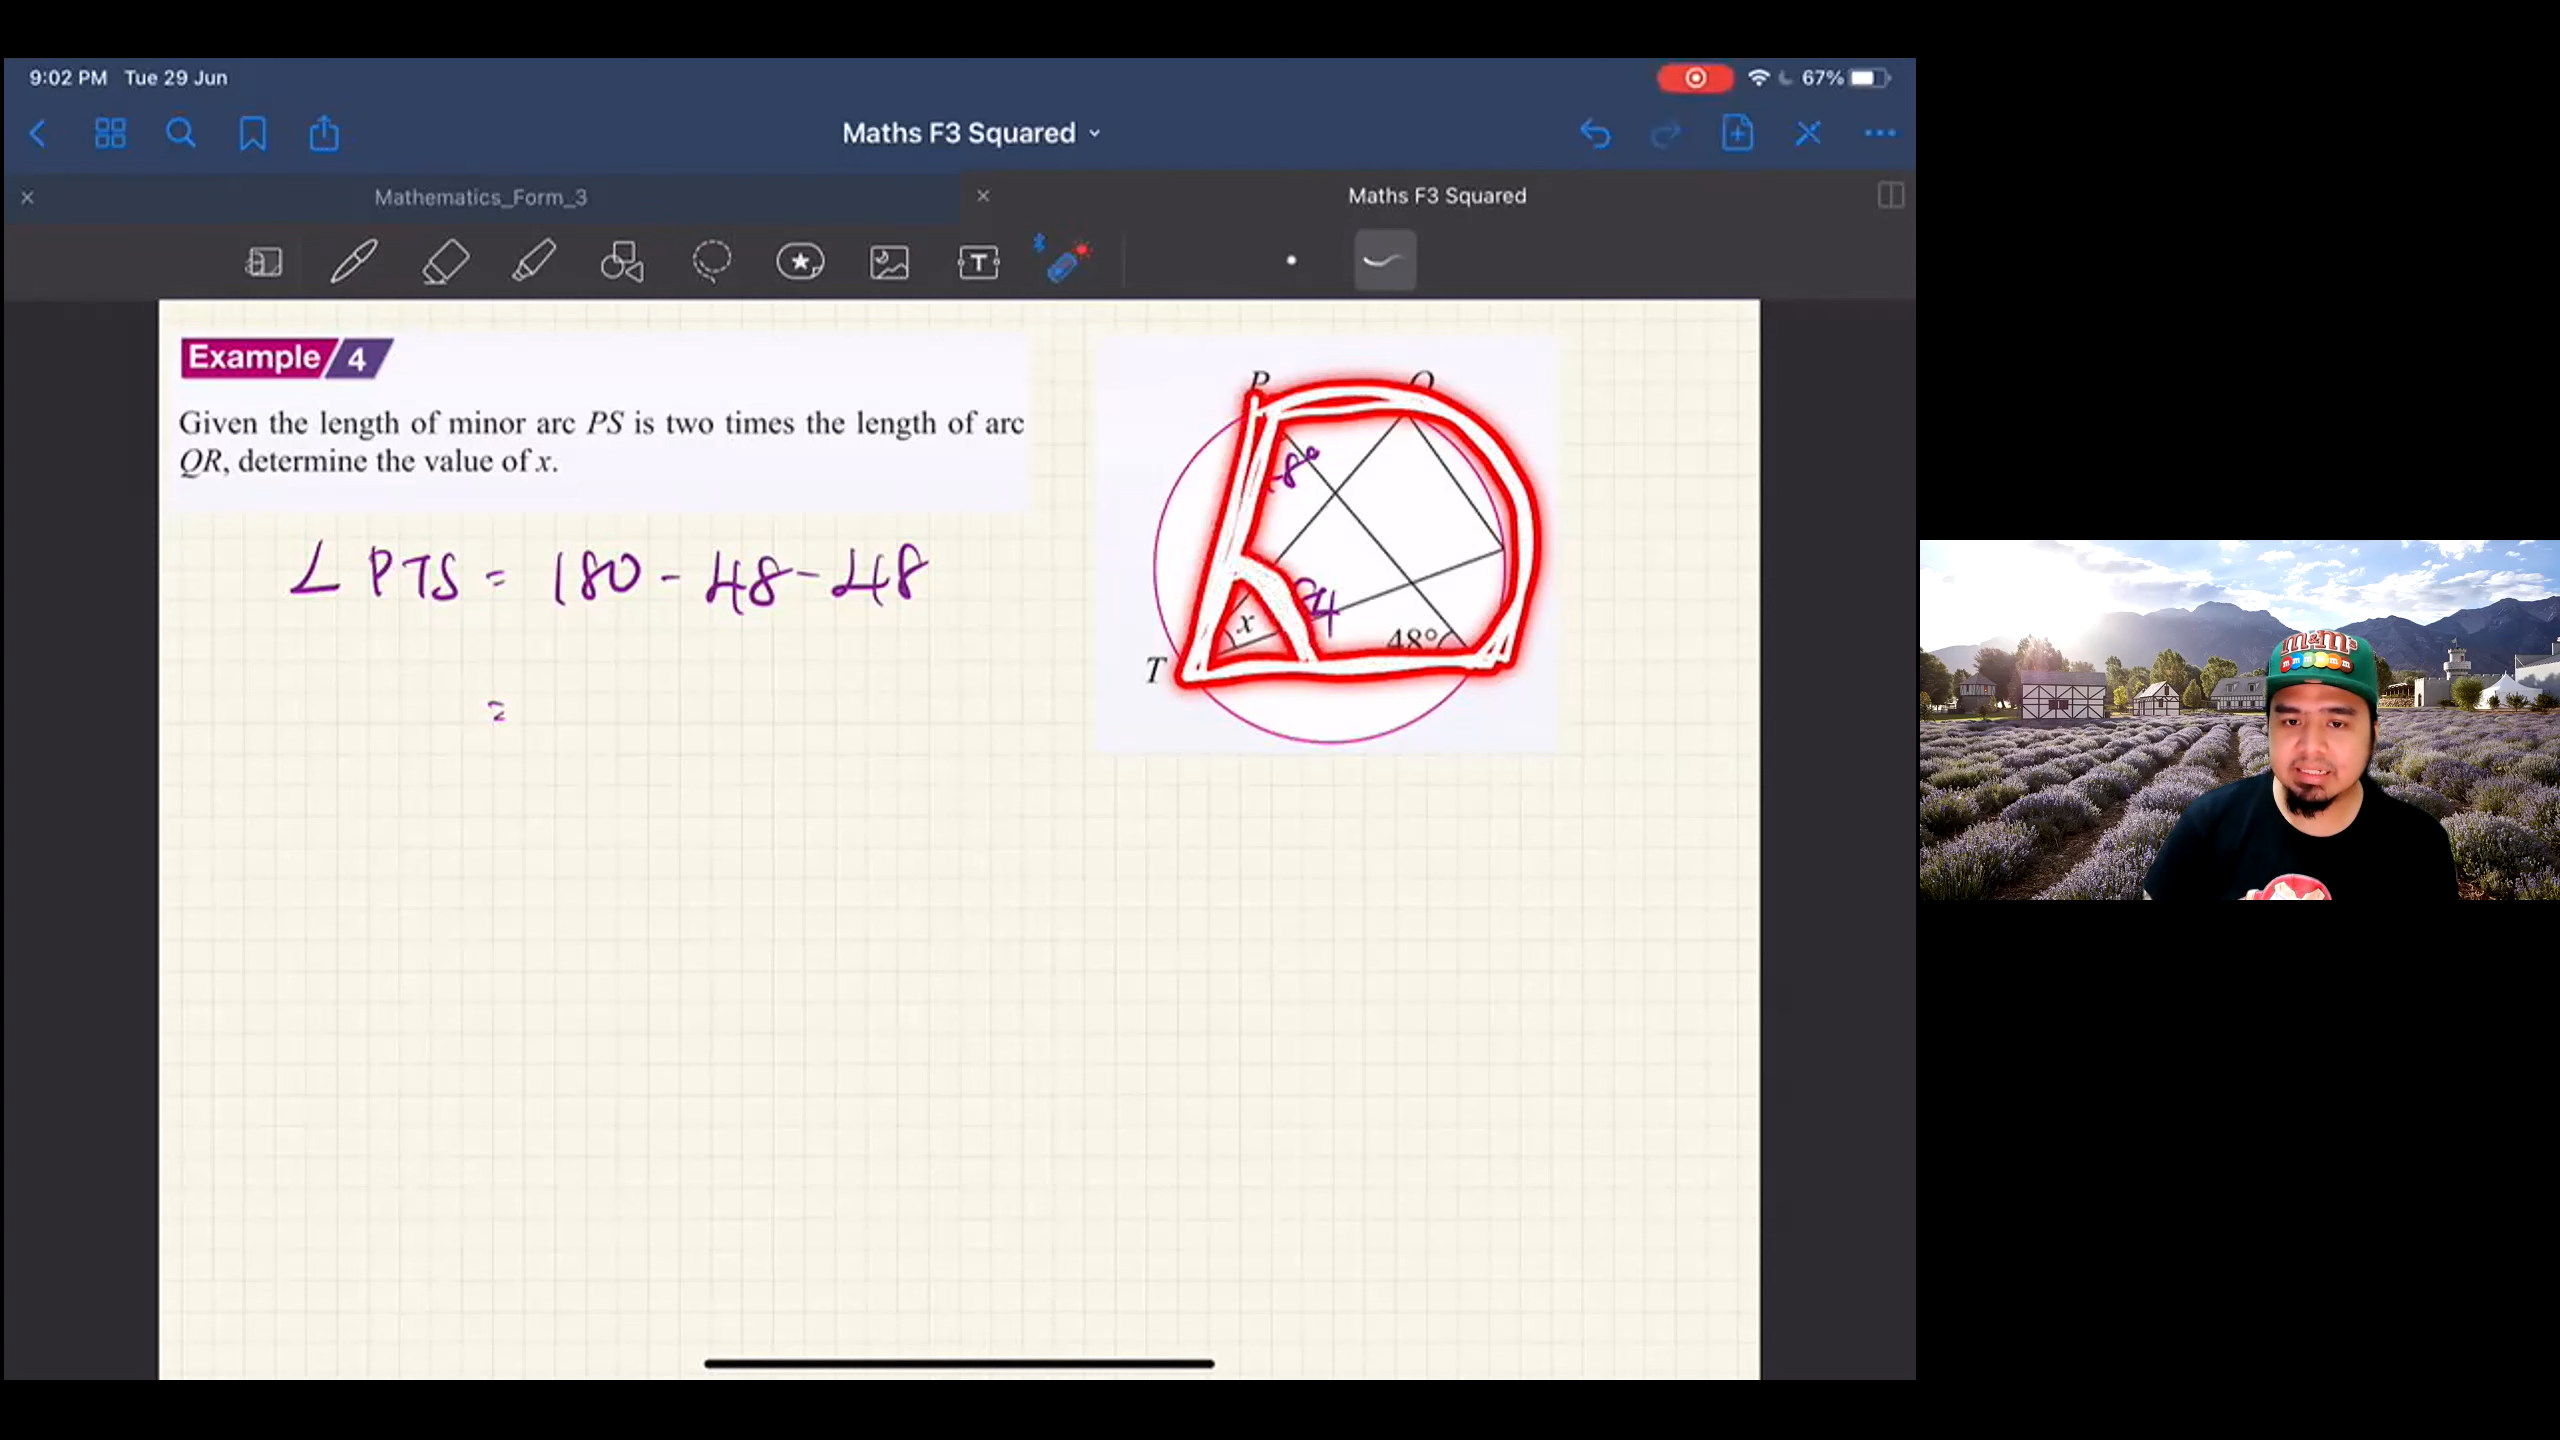 9:02 PM Tue 29 Jun
67%
Maths F3 Squared
Mathematics_Form_3
Maths F3 Squared
T
Example 4
Given the length of minor arc PS is two times the length of arc
QR, determine the value of x.
∠ PTS = 180 - 48 - 48
=
P
8°
84
x
48°
T
m&m's